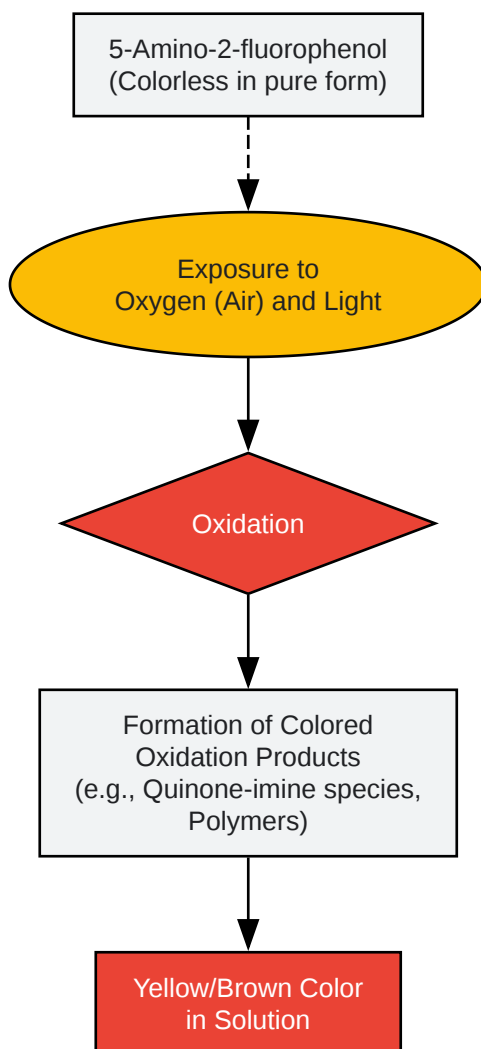 5-Amino-2-fluorophenol
(Colorless in pure form)
Exposure to
Oxygen (Air) and Light
Oxidation
Formation of Colored
Oxidation Products
(e.g., Quinone-imine species,
Polymers)
Yellow/Brown Color
in Solution